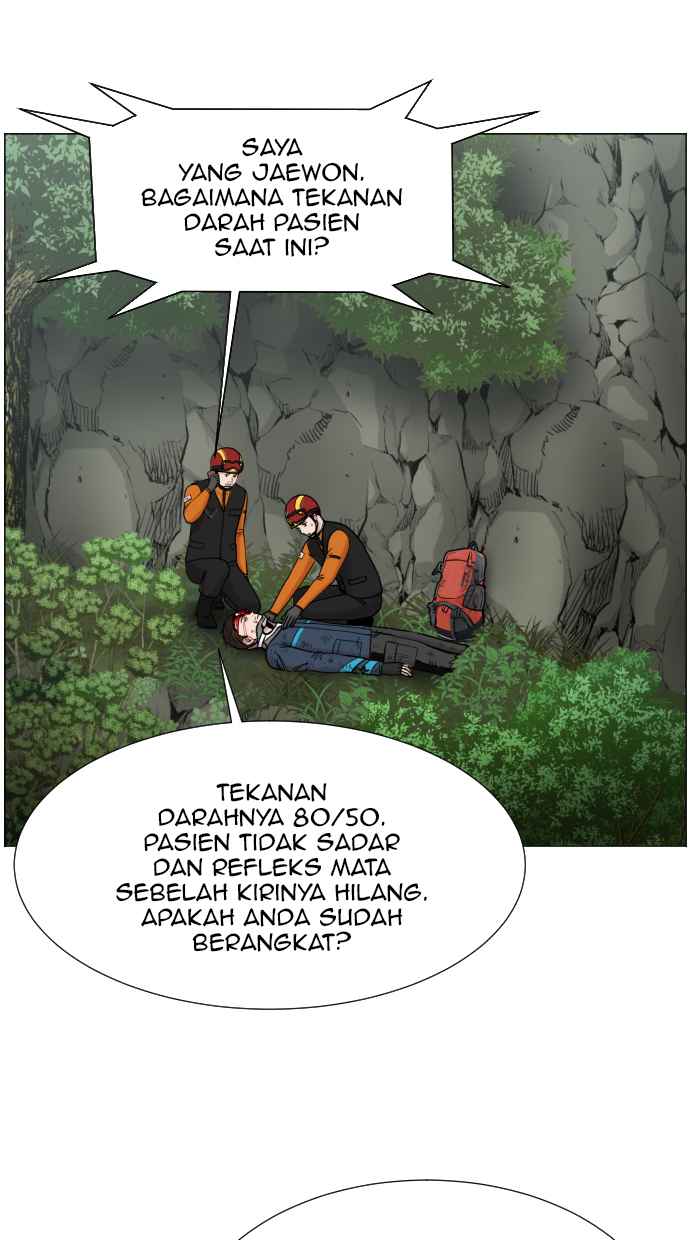 SAYA
YANG JAEWON.
BAGAIMANA TEKANAN
DARAH PASIEN
SAAT INI?
TEKANAN
DARAHNYA 80/50.
PASIEN TIDAK SADAR
DAN REFLEKS MATA
SEBELAH KIRINYA HILANG.
APAKAH ANDA SUDAH
BERANGKAT?